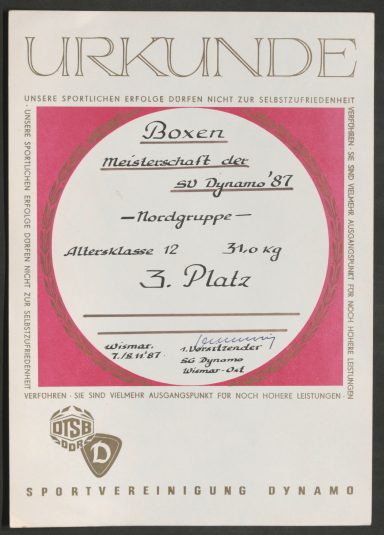 URKUNDE
UNSERE SPORTLICHEN ERFOLGE DÜRFEN NICHT ZUR SELBSTZUFRIEDENHEIT
VERFÜHREN · SIE SIND VIELMEHR AUSGANGSPUNKT FÜR NOCH HÖHERE LEISTUNGEN
· UNSERE SPORTLICHEN ERFOLGE DÜRFEN NICHT ZUR SELBSTZUFRIEDENHEIT
Boxen
Meisterschaft der
SV Dynamo '87
— Nordgruppe —
Altersklasse 12 31.0 kg
3. Platz
Wismar.
7./8.11'87
1. Vorsitzender
SG Dynamo
Wismar-Ost
VERFÜHREN · SIE SIND VIELMEHR AUSGANGSPUNKT FÜR NOCH HÖHERE LEISTUNGEN ·
DTSB
DDR
D
SPORTVEREINIGUNG DYNAMO